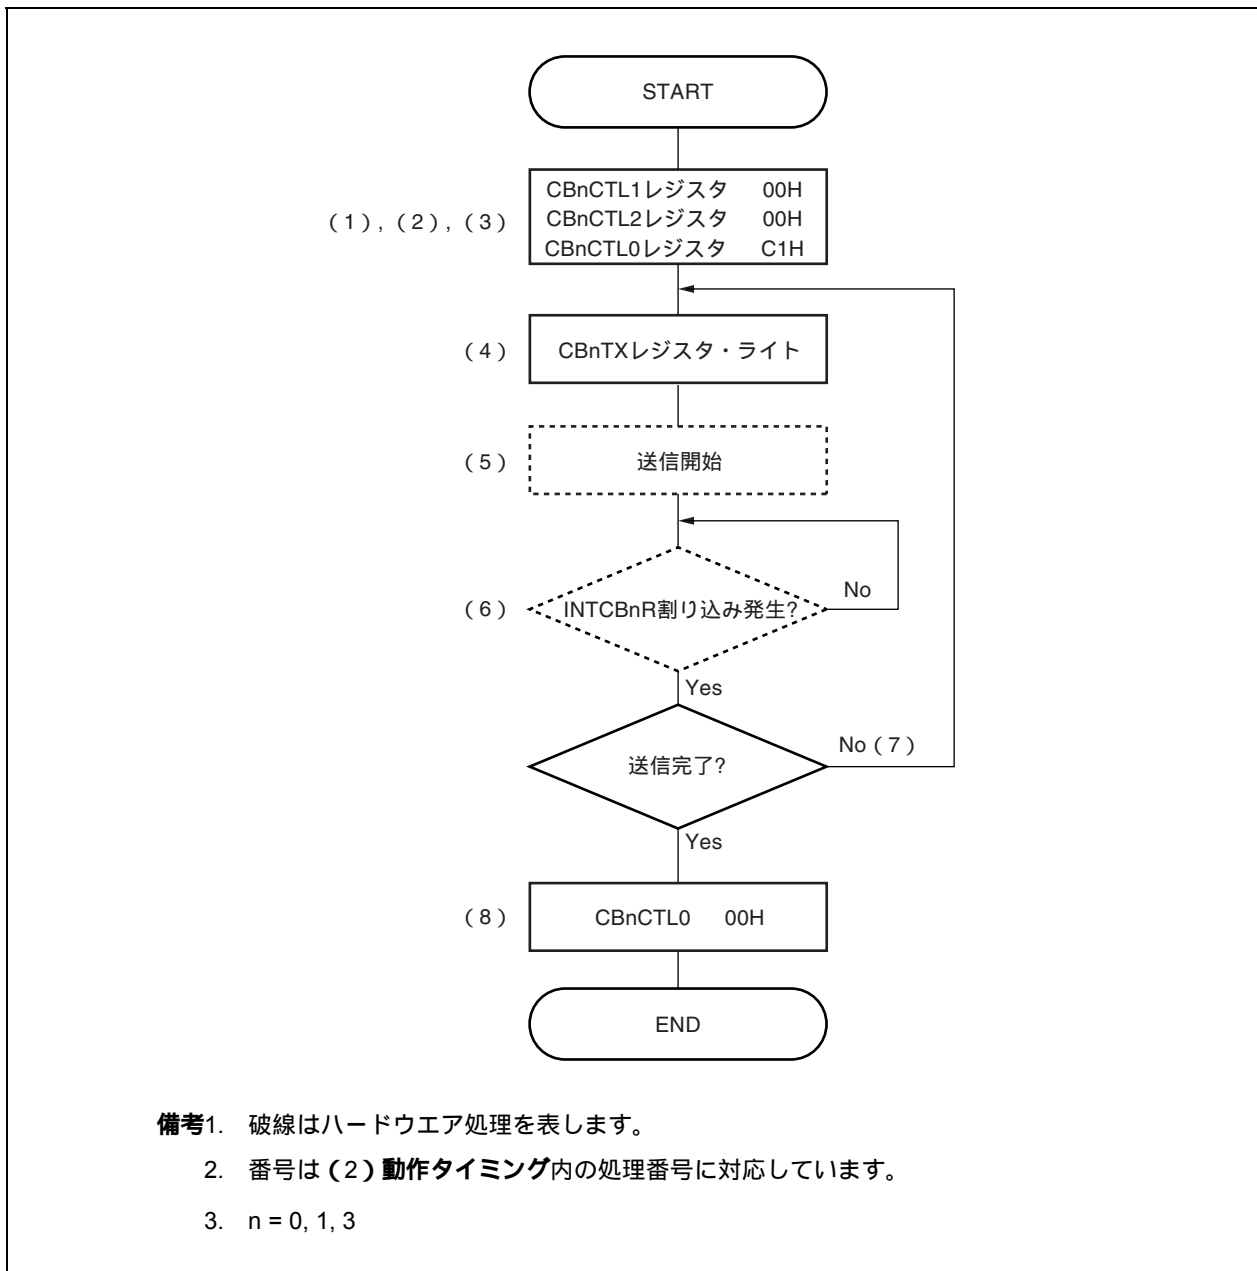 START
CBnCTL1レジスタ 00H
(1), (2), (3) CBnCTL2レジスタ 00H
CBnCTL0レジスタ C1H
(4) CBnTXレジスタ・ライト
(5) 送信開始
No
(6) INTCBnR割り込み発生?
Yes
No(7)
送信完了?
Yes
(8) CBnCTL0 00H
END
備考1. 破線はハードウエア処理を表します。
2. 番号は(2)動作タイミング内の処理番号に対応しています。
3. n = 0, 1, 3